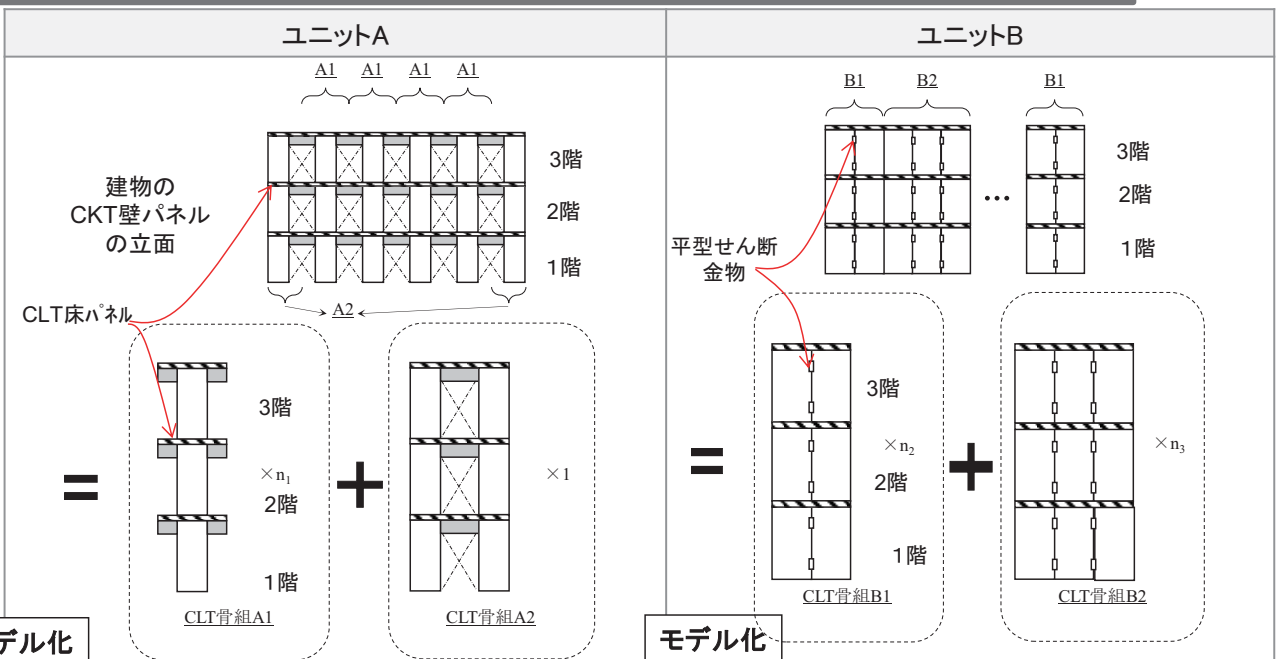 ユニットA
ユニットB
A1 A1 A1 A1
3階
2階
1階
建物の
CKT壁パネル
の立面
A2
CLT床パネル
B1 B2 B1
3階
2階
1階
…
平型せん断
金物
=
3階
×n1
2階
1階
CLT骨組A1
+
×1
CLT骨組A2
=
3階
×n2
2階
1階
CLT骨組B1
+
×n3
CLT骨組B2
デル化
モデル化